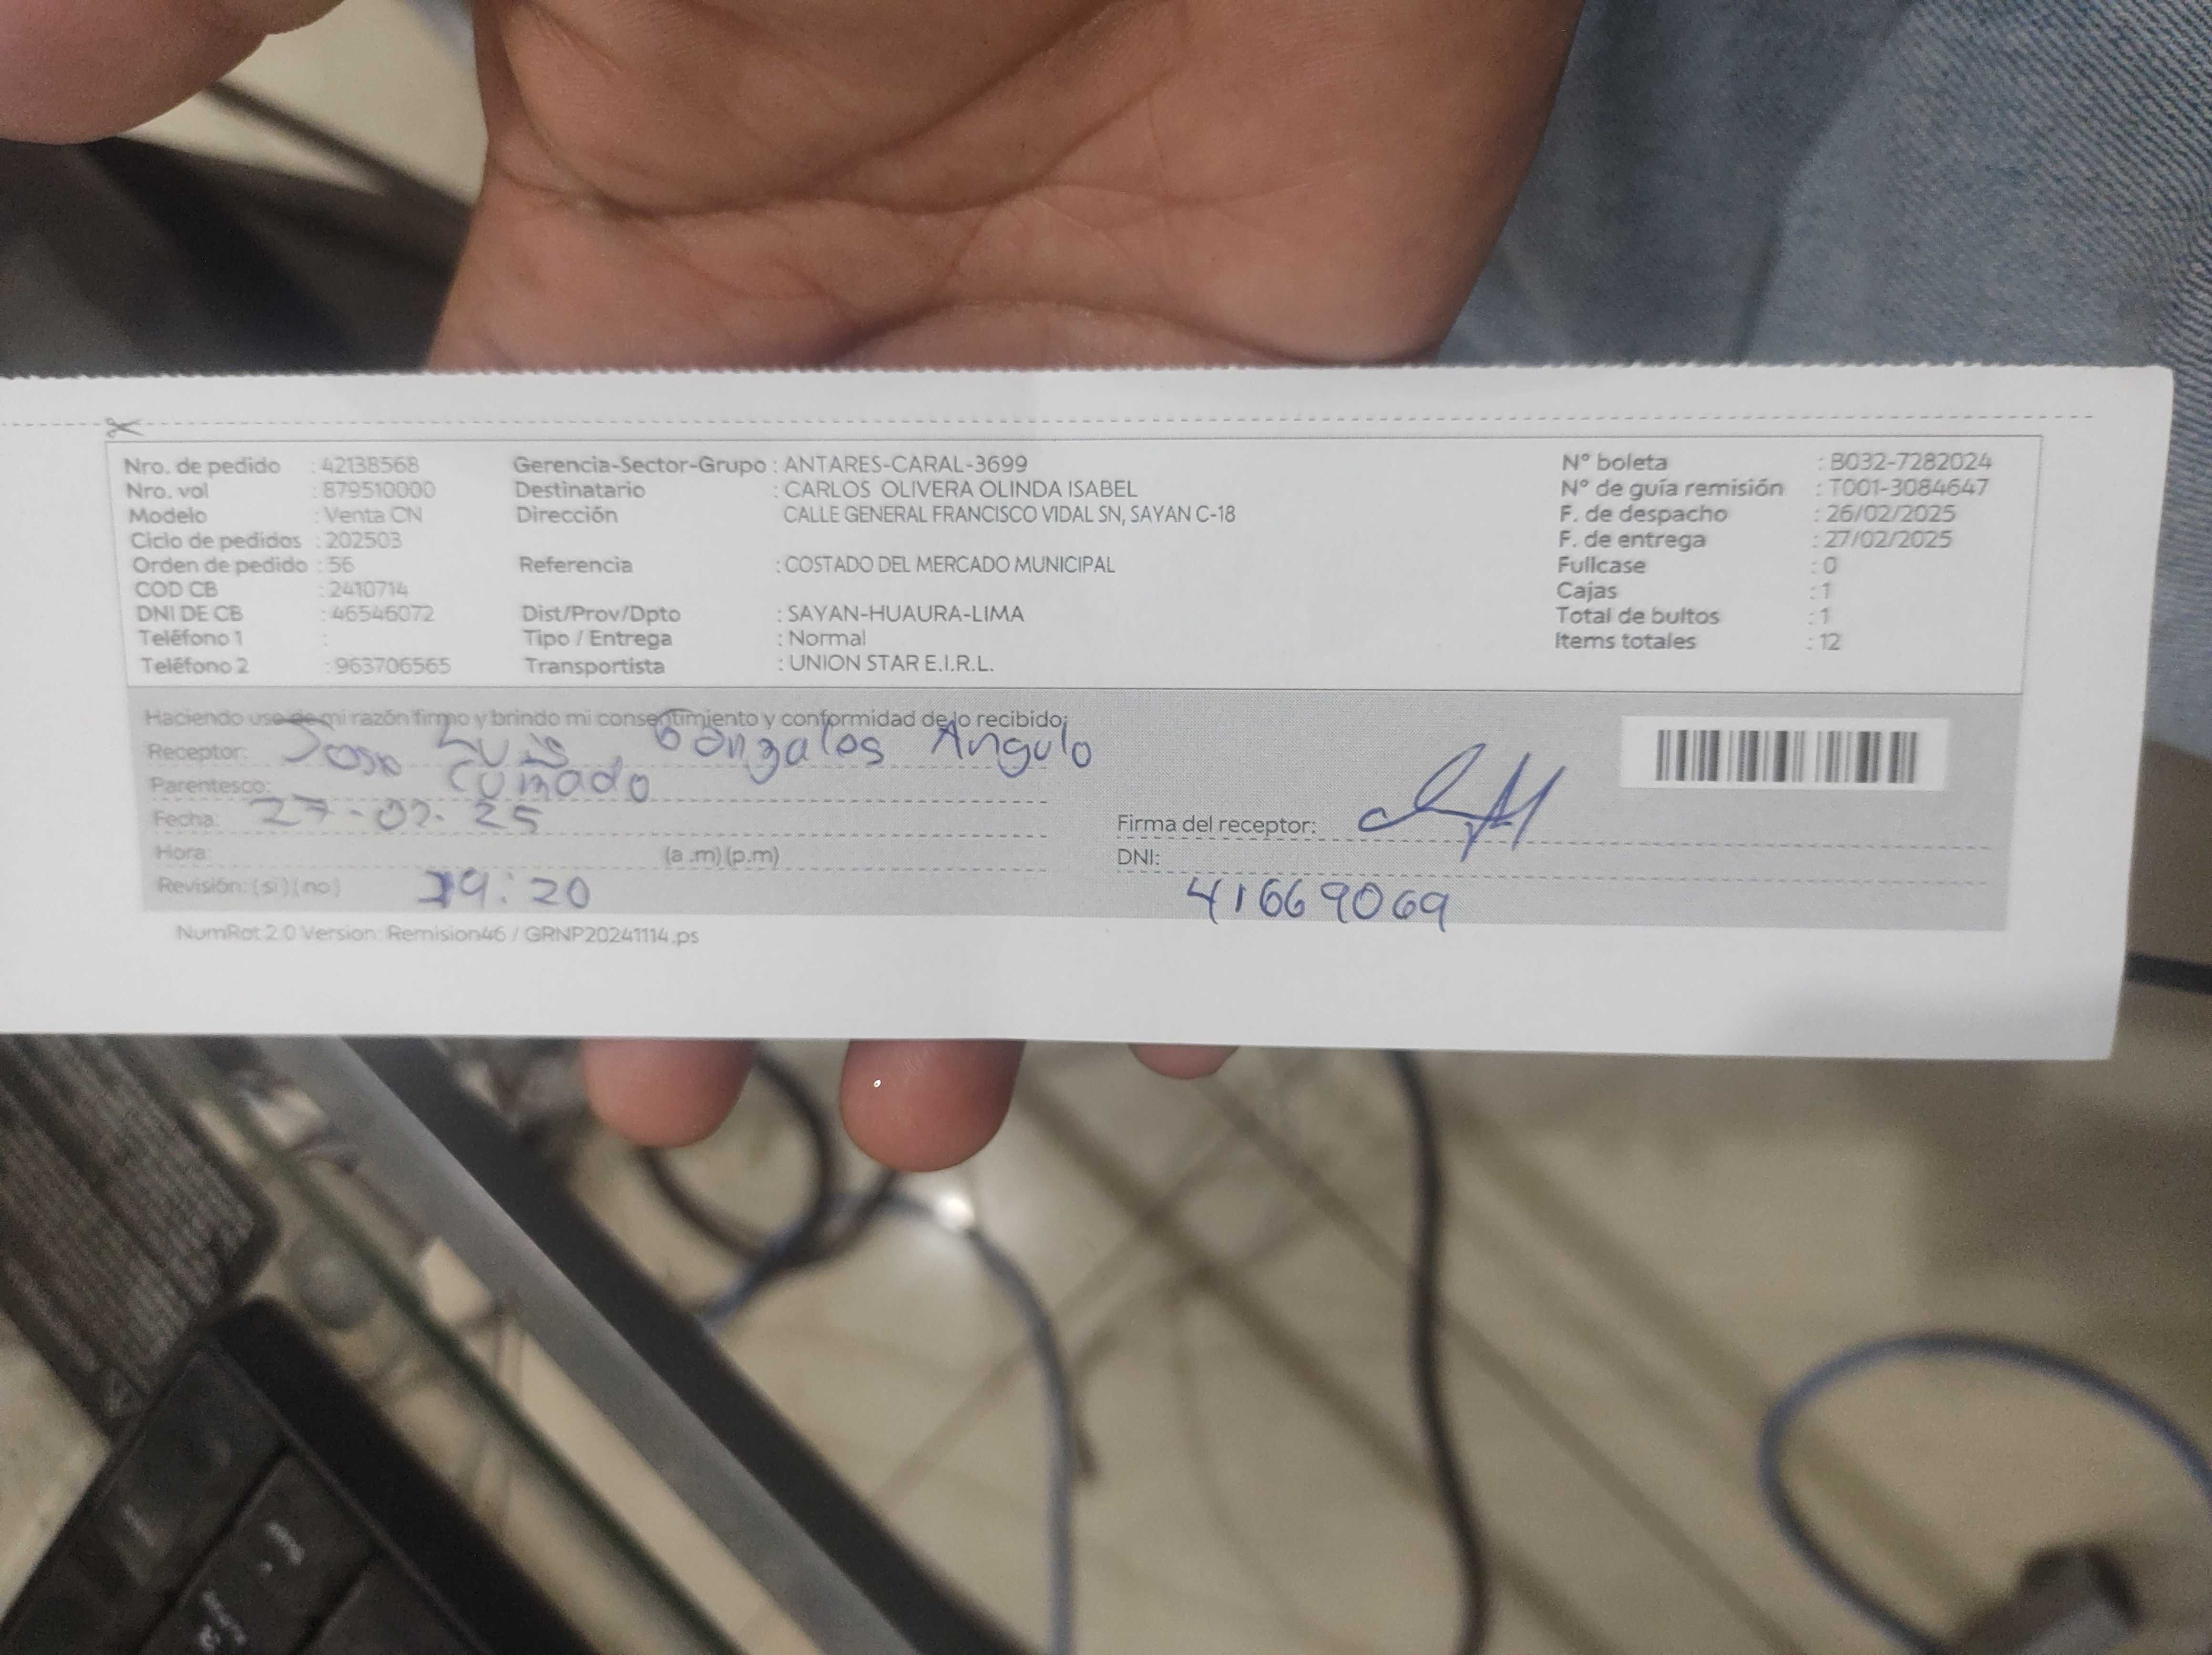 Nro. de pedido : 42138568 Gerencia-Sector-Grupo : ANTARES-CARAL-3699 N° boleta : B032-7282024
Nro. vol : 879510000 Destinatario : CARLOS OLIVERA OLINDA ISABEL N° de guía remisión : T001-3084647
Modelo : Venta CN Dirección CALLE GENERAL FRANCISCO VIDAL SN, SAYAN C-18 F. de despacho : 26/02/2025
Ciclo de pedidos : 202503 F. de entrega : 27/02/2025
Orden de pedido : 56 Referencia : COSTADO DEL MERCADO MUNICIPAL Fullcase : 0
COD CB : 2410714 Cajas : 1
DNI DE CB : 46546072 Dist/Prov/Dpto : SAYAN-HUAURA-LIMA Total de bultos : 1
Teléfono 1 : Tipo / Entrega : Normal Items totales : 12
Teléfono 2 : 963706565 Transportista : UNION STAR E.I.R.L.
Haciendo uso de mi razón firmo y brindo mi consentimiento y conformidad de lo recibido;
Receptor: Luis Gonzalos Angulo
Parentesco: Cuñado
Fecha: 27-02-25 Firma del receptor:
Hora: (a.m)(p.m) DNI:
Revisión: (si)(no) 19:20 41669069
NumRot 2.0 Version: Remision46 / GRNP20241114.ps